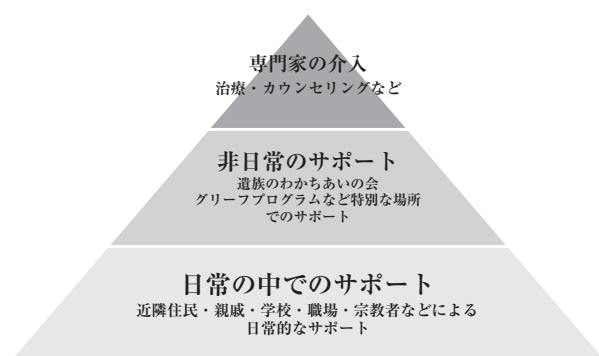 専門家の介入
治療・カウンセリングなど
非日常のサポート
遺族のわかちあいの会
グリーフプログラムなど特別な場所
でのサポート
日常の中でのサポート
近隣住民・親戚・学校・職場・宗教者などによる
日常的なサポート